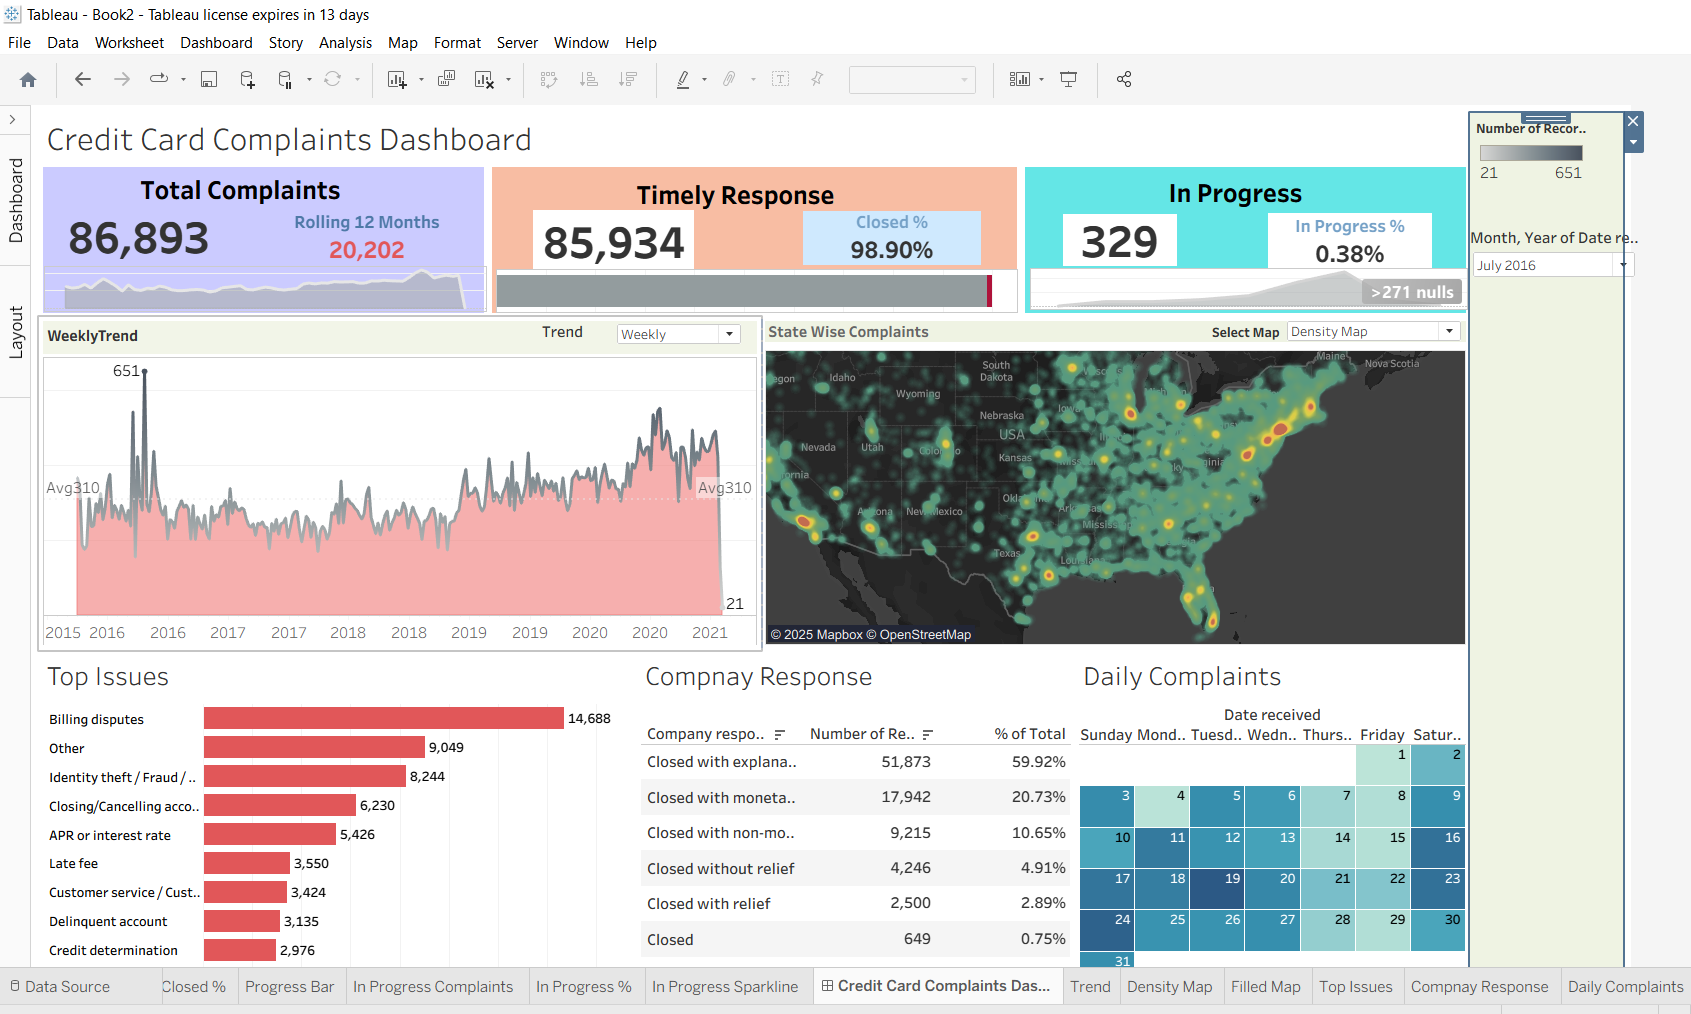 Tableau - Book2 - Tableau license expires in 13 days
File Data Worksheet Dashboard Story Analysis Map Format Server Window Help
Dashboard
Layout
Credit Card Complaints Dashboard
Total Complaints
86,893
Rolling 12 Months
20,202
Timely Response
85,934
Closed %
98.90%
In Progress
329
In Progress %
0.38%
>271 nulls
Number of Recor..
21 651
Month, Year of Date re..
July 2016
WeeklyTrend
Trend
Weekly
651
Avg310
Avg310
21
2015 2016 2016 2017 2017 2018 2018 2019 2019 2020 2020 2021
State Wise Complaints
Select Map
Density Map
egon
Idaho
Wyoming
South
Dakota
Maine
Nova Scotia
Nebraska
USA
Nevada
Utah
Kansas
New Mexico
Texas
© 2025 Mapbox © OpenStreetMap
Top Issues
Billing disputes 14,688
Other 9,049
Identity theft / Fraud / .. 8,244
Closing/Cancelling acco.. 6,230
APR or interest rate 5,426
Late fee 3,550
Customer service / Cust.. 3,424
Delinquent account 3,135
Credit determination 2,976
Compnay Response
Company respo.. Number of Re.. % of Total
Closed with explana.. 51,873 59.92%
Closed with moneta.. 17,942 20.73%
Closed with non-mo.. 9,215 10.65%
Closed without relief 4,246 4.91%
Closed with relief 2,500 2.89%
Closed 649 0.75%
Daily Complaints
Date received
Sunday Mond.. Tuesd.. Wedn.. Thurs.. Friday Satur..
1 2
3 4 5 6 7 8 9
10 11 12 13 14 15 16
17 18 19 20 21 22 23
24 25 26 27 28 29 30
31
Data Source Closed % Progress Bar In Progress Complaints In Progress % In Progress Sparkline Credit Card Complaints Das... Trend Density Map Filled Map Top Issues Compnay Response Daily Complaints